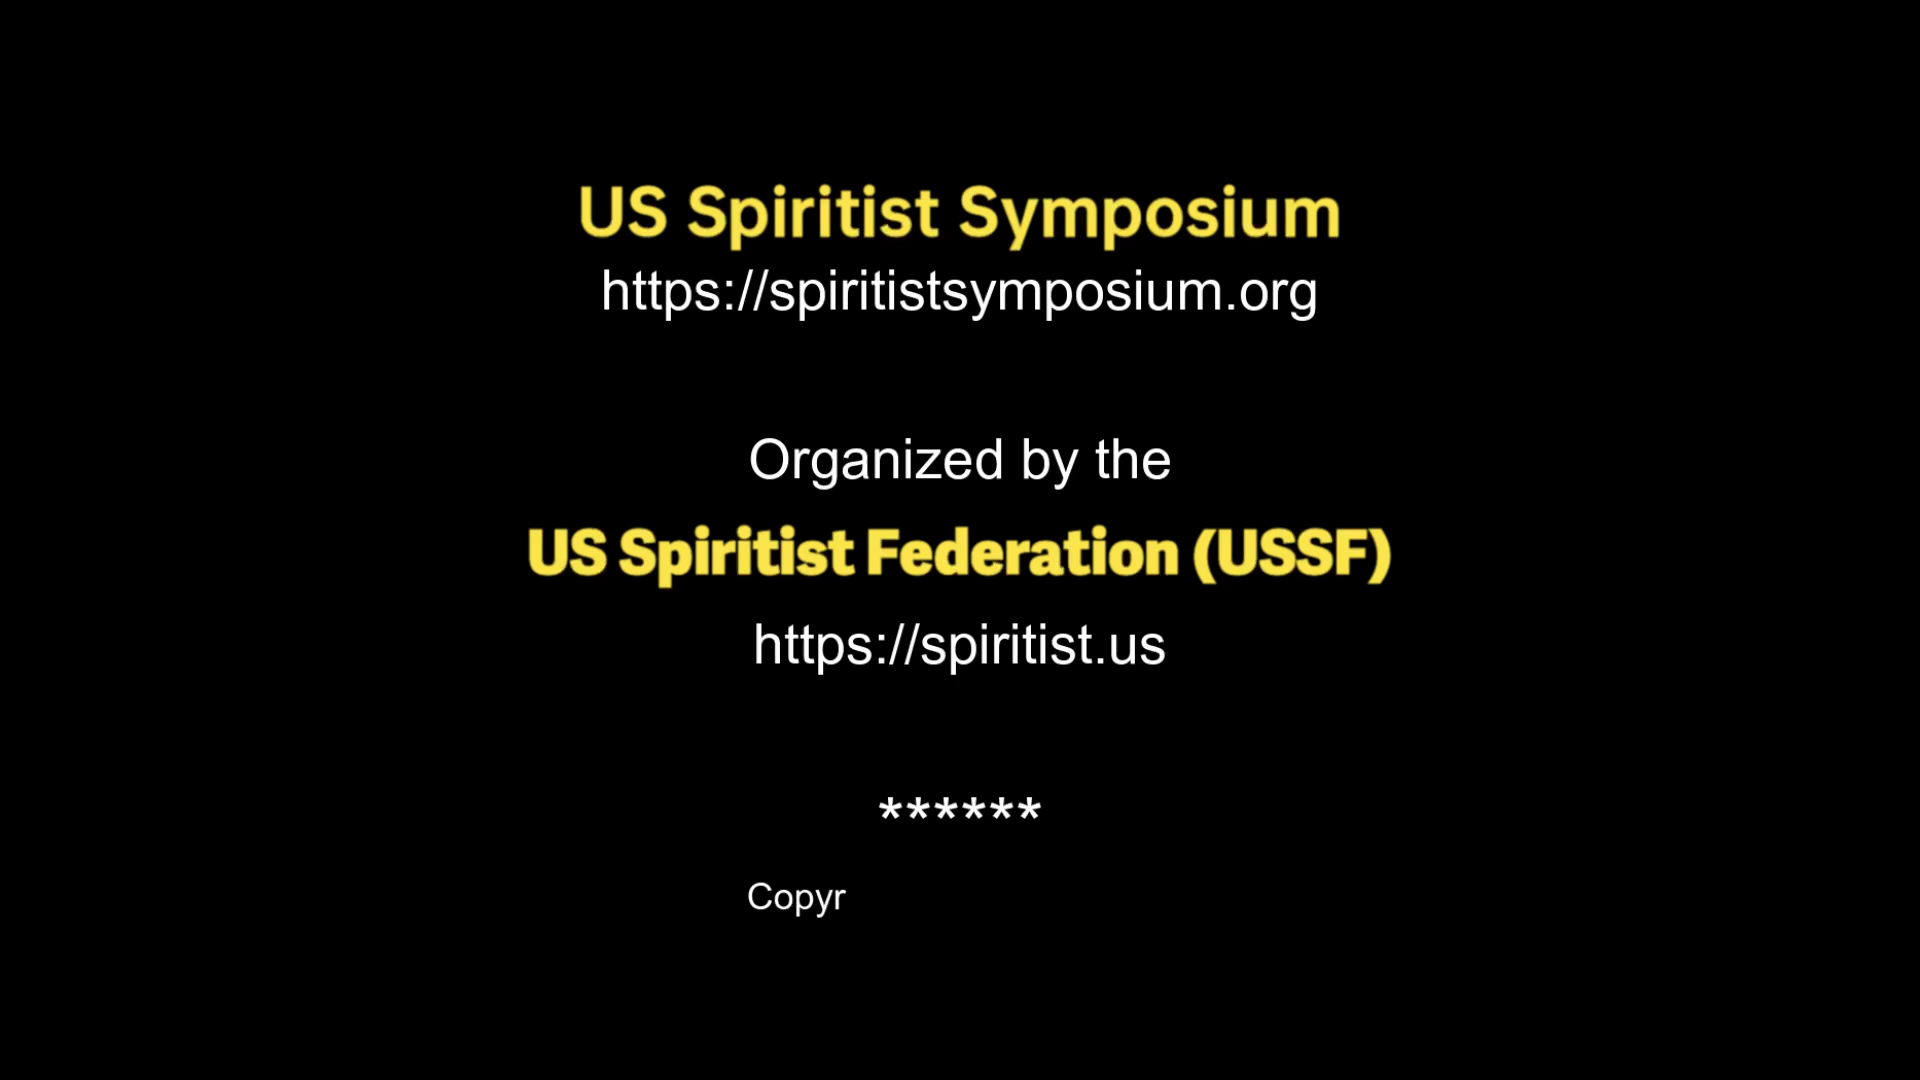 US Spiritist Symposium
https://spiritistsymposium.org
Organized by the
US Spiritist Federation (USSF)
https://spiritist.us
******
Copyr